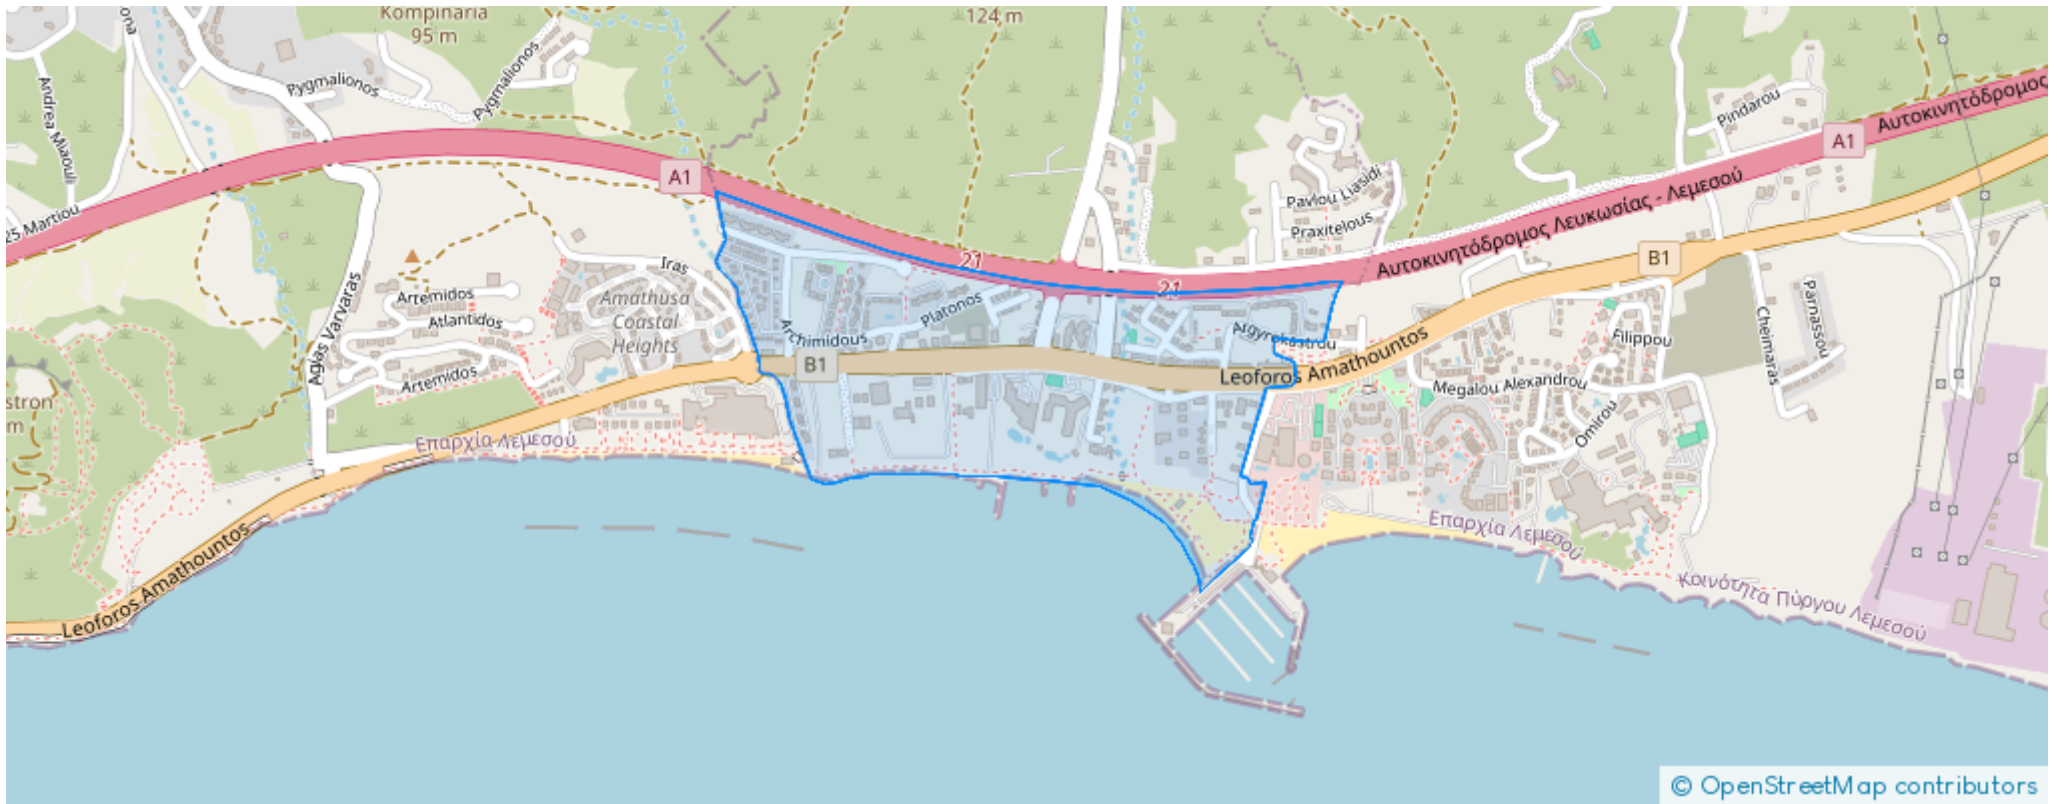 Kompinaria
95 m
124 m
ona
Pygmalionos
Pygmalionos
Andrea Miaouli
25 Martiou
A1
A1
Αυτοκινητόδρομος
Pindarou
Pavlou Liasidi
Praxitelous
Αυτοκινητόδρομος Λευκωσίας - Λεμεσού
B1
21
21
Iras
Amathusa
Coastal
Heights
Artemidos
Atlantidos
Artemidos
Agias Varvaras
Platonos
Archimidous
Argyrokastrou
B1
Leoforos Amathountos
Filippou
Megalou Alexandrou
Omirou
Cheimaras
Parnassou
stron
m
Επαρχία Λεμεσού
Επαρχία Λεμεσού
Κοινότητα Πύργου Λεμεσού
Leoforos Amathountos
© OpenStreetMap contributors